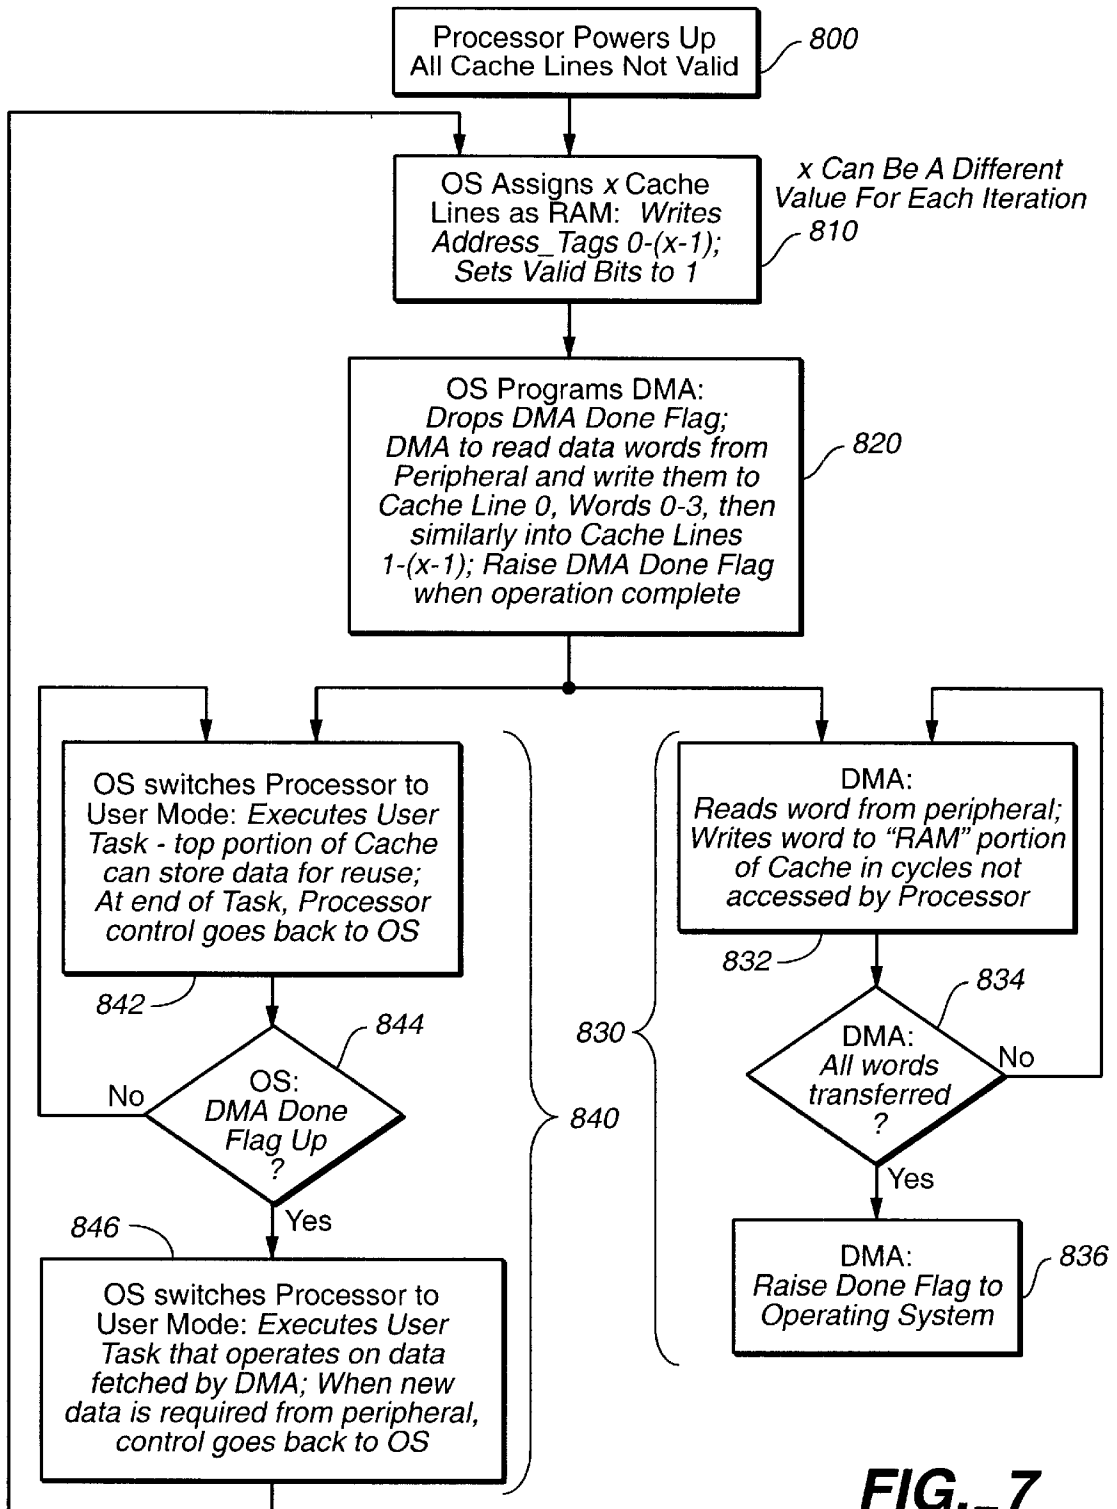 Processor Powers Up
All Cache Lines Not Valid
800
OS Assigns x Cache
Lines as RAM: Writes
Address_Tags 0-(x-1);
Sets Valid Bits to 1
x Can Be A Different
Value For Each Iteration
810
OS Programs DMA:
Drops DMA Done Flag;
DMA to read data words from
Peripheral and write them to
Cache Line 0, Words 0-3, then
similarly into Cache Lines
1-(x-1); Raise DMA Done Flag
when operation complete
820
OS switches Processor to
User Mode: Executes User
Task - top portion of Cache
can store data for reuse;
At end of Task, Processor
control goes back to OS
842
OS:
DMA Done
Flag Up
?
844
No
Yes
846
OS switches Processor to
User Mode: Executes User
Task that operates on data
fetched by DMA; When new
data is required from peripheral,
control goes back to OS
840
830
DMA:
Reads word from peripheral;
Writes word to “RAM” portion
of Cache in cycles not
accessed by Processor
832
834
DMA:
All words
transferred
?
No
Yes
DMA:
Raise Done Flag to
Operating System
836
FIG._7